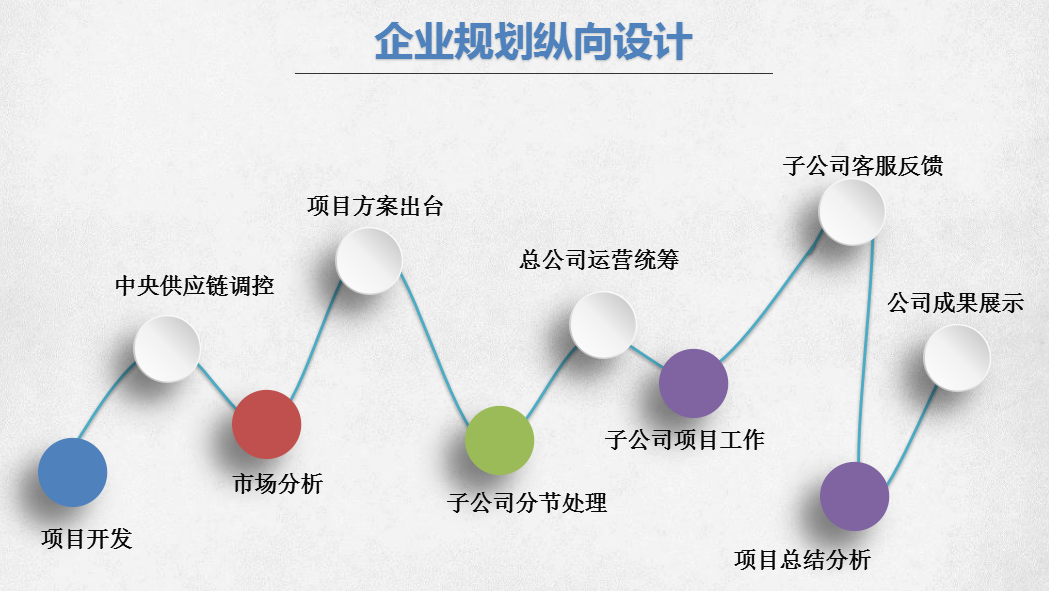 企业规划纵向设计
项目开发
中央供应链调控
市场分析
项目方案出台
子公司分节处理
总公司运营统筹
子公司项目工作
子公司客服反馈
项目总结分析
公司成果展示